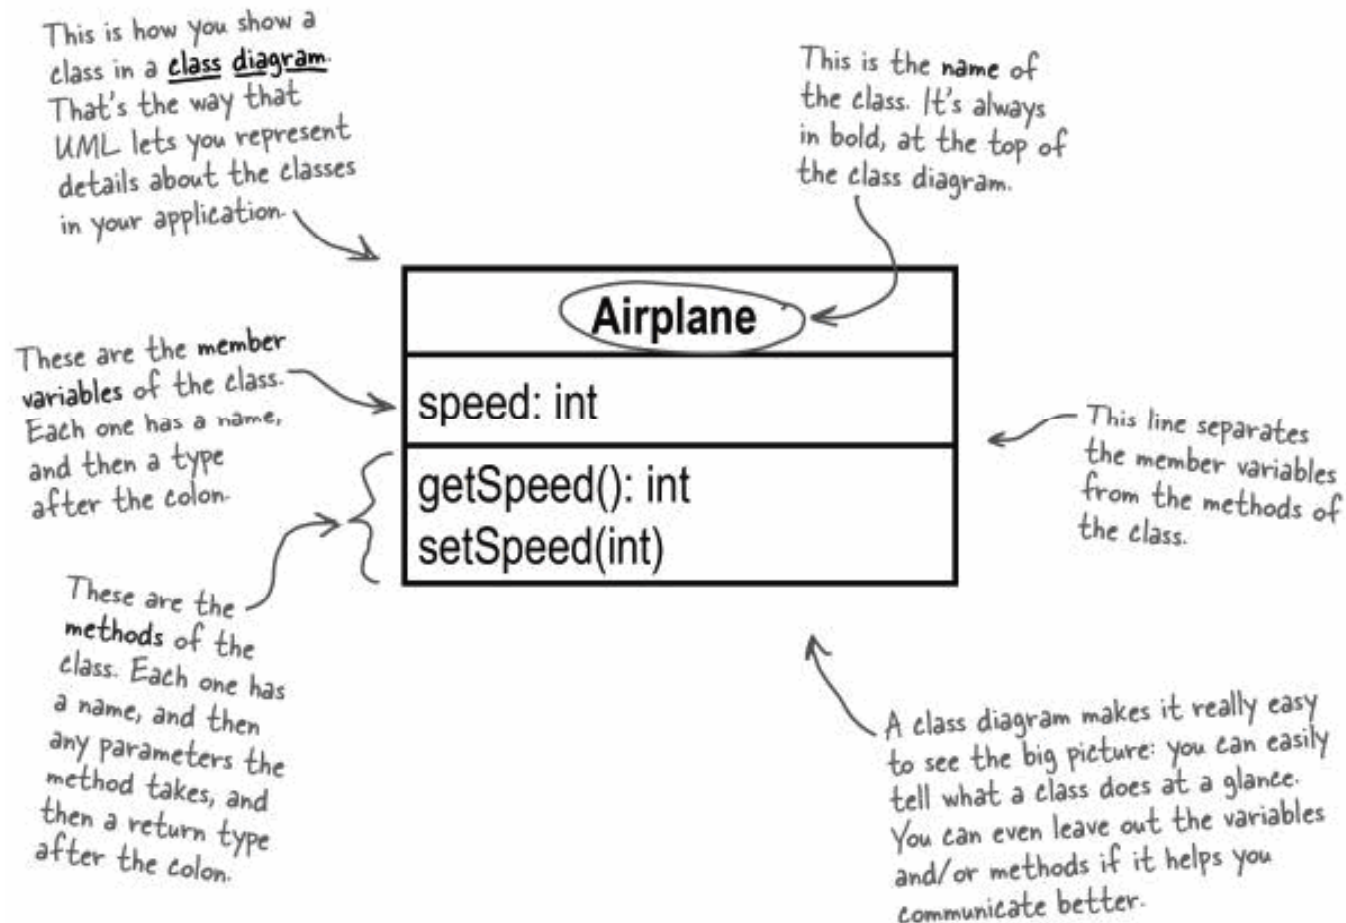 This is how you show a
class in a class diagram.
That's the way that
UML lets you represent
details about the classes
in your application.
This is the name of
the class. It's always
in bold, at the top of
the class diagram.
Airplane
These are the member
variables of the class.
Each one has a name,
and then a type
after the colon.
speed: int
This line separates
the member variables
from the methods of
the class.
getSpeed(): int
setSpeed(int)
These are the
methods of the
class. Each one has
a name, and then
any parameters the
method takes, and
then a return type
after the colon.
A class diagram makes it really easy
to see the big picture: you can easily
tell what a class does at a glance.
You can even leave out the variables
and/or methods if it helps you
communicate better.